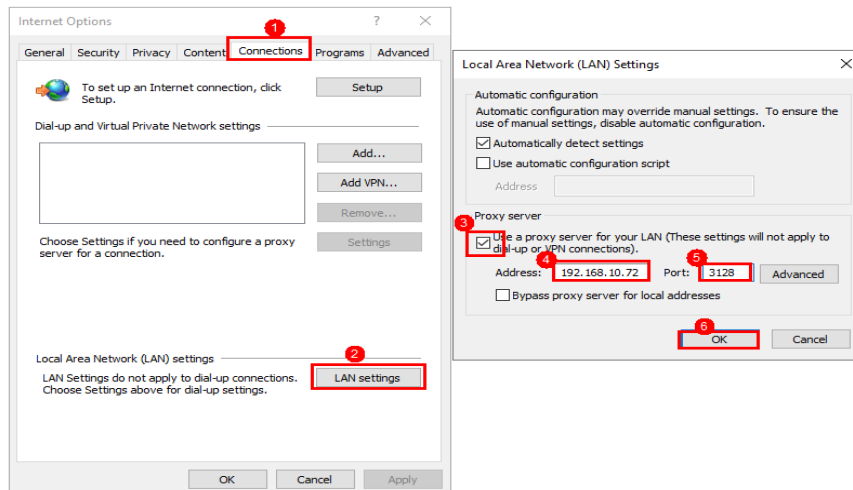 Internet Options
?
1
General Security Privacy Content Connections Programs Advanced
To set up an Internet connection, click
Setup.
Setup
Dial-up and Virtual Private Network settings
Add...
Add VPN...
Remove...
Choose Settings if you need to configure a proxy
server for a connection.
Settings
Local Area Network (LAN) settings
2
LAN Settings do not apply to dial-up connections.
Choose Settings above for dial-up settings.
LAN settings
OK Cancel Apply
Local Area Network (LAN) Settings
Automatic configuration
Automatic configuration may override manual settings. To ensure the
use of manual settings, disable automatic configuration.
Automatically detect settings
Use automatic configuration script
Address
Proxy server
3
Use a proxy server for your LAN (These settings will not apply to
dial-up or VPN connections).
4 5
Address: 192.168.10.72 Port: 3128 Advanced
Bypass proxy server for local addresses
6
OK Cancel